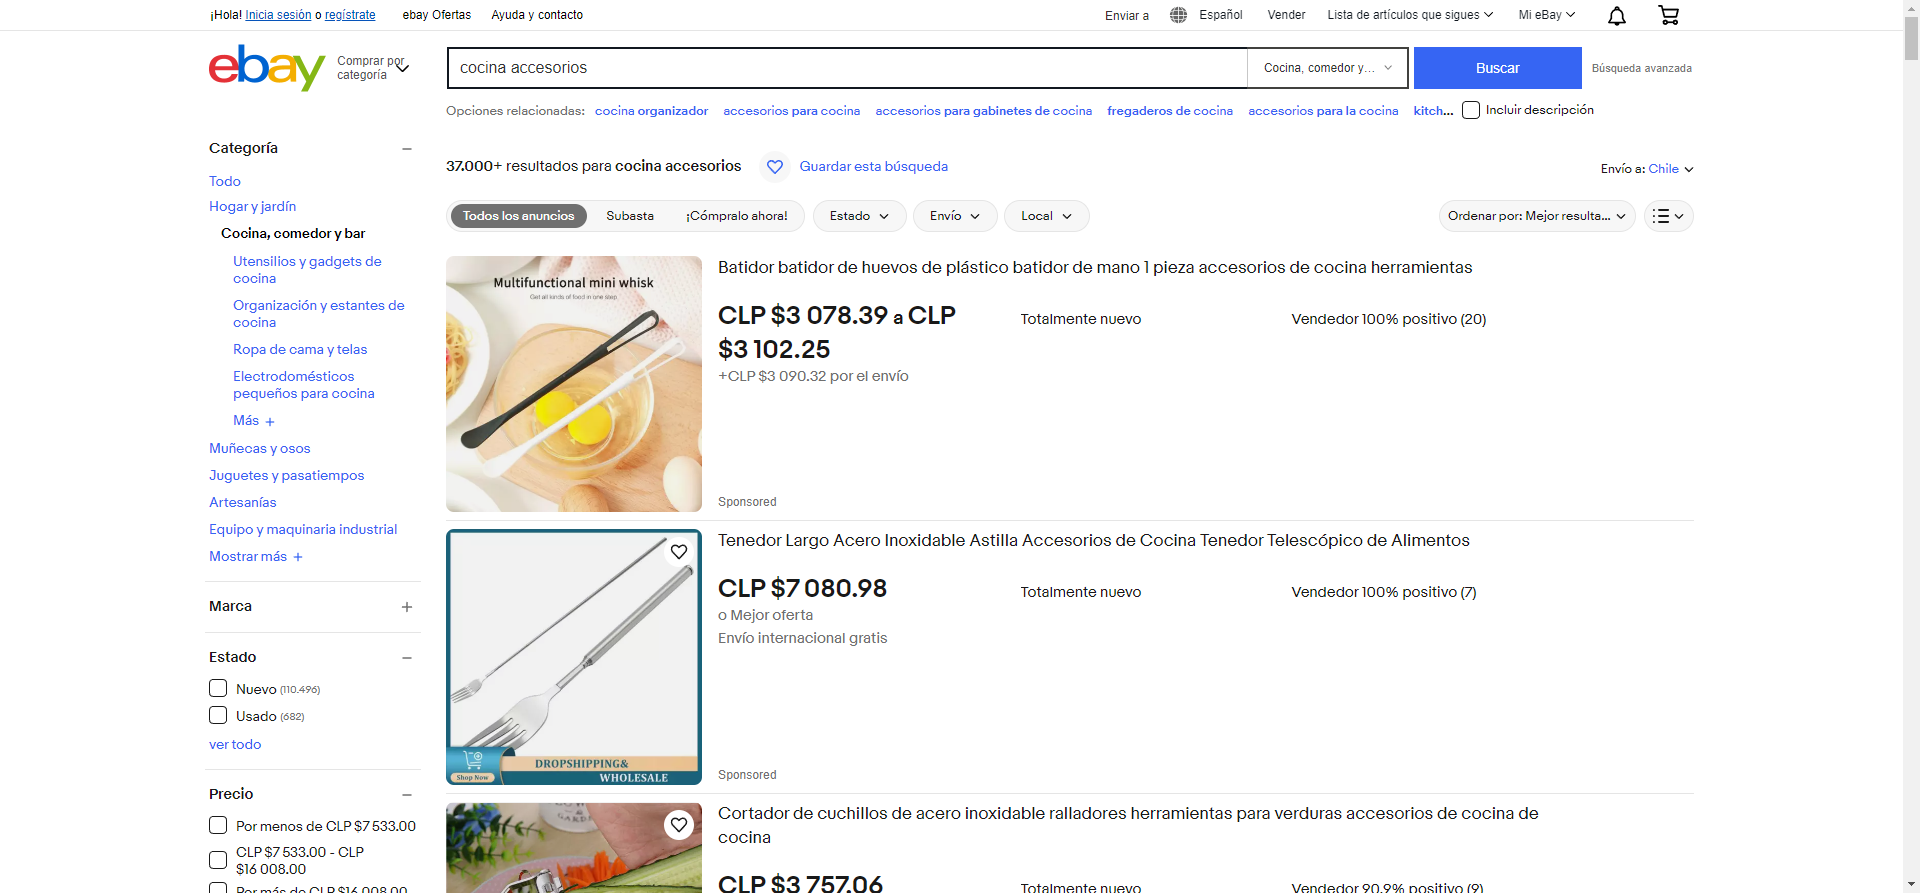 ¡Hola! Inicia sesión o regístrate
ebay Ofertas
Ayuda y contacto
Enviar a
Español
Vender
Lista de artículos que sigues
Mi eBay
ebay
Comprar por
categoría
cocina accesorios
Cocina, comedor y...
Buscar
Búsqueda avanzada
Opciones relacionadas:
cocina organizador
accesorios para cocina
accesorios para gabinetes de cocina
fregaderos de cocina
accesorios para la cocina
kitch...
Incluir descripción
Categoría
Todo
Hogar y jardín
Cocina, comedor y bar
Utensilios y gadgets de
cocina
Organización y estantes de
cocina
Ropa de cama y telas
Electrodomésticos
pequeños para cocina
Más
Muñecas y osos
Juguetes y pasatiempos
Artesanías
Equipo y maquinaria industrial
Mostrar más
Marca
Estado
Nuevo (110.496)
Usado (682)
ver todo
Precio
Por menos de CLP $7 533.00
CLP $7 533.00 - CLP
$16 008.00
Por más de CLP $16 008.00
37.000+ resultados para cocina accesorios
Guardar esta búsqueda
Envío a: Chile
Todos los anuncios
Subasta
¡Cómpralo ahora!
Estado
Envío
Local
Ordenar por: Mejor resulta...
Multifunctional mini whisk
Get all kinds of food in one step
Batidor batidor de huevos de plástico batidor de mano 1 pieza accesorios de cocina herramientas
CLP $3 078.39 a CLP
$3 102.25
+CLP $3 090.32 por el envío
Totalmente nuevo
Vendedor 100% positivo (20)
Sponsored
Shop Now
DROPSHIPPING&
WHOLESALE
Tenedor Largo Acero Inoxidable Astilla Accesorios de Cocina Tenedor Telescópico de Alimentos
CLP $7 080.98
o Mejor oferta
Envío internacional gratis
Totalmente nuevo
Vendedor 100% positivo (7)
Sponsored
Cortador de cuchillos de acero inoxidable ralladores herramientas para verduras accesorios de cocina de
cocina
CLP $3 757.06
Totalmente nuevo
Vendedor 90.9% positivo (9)